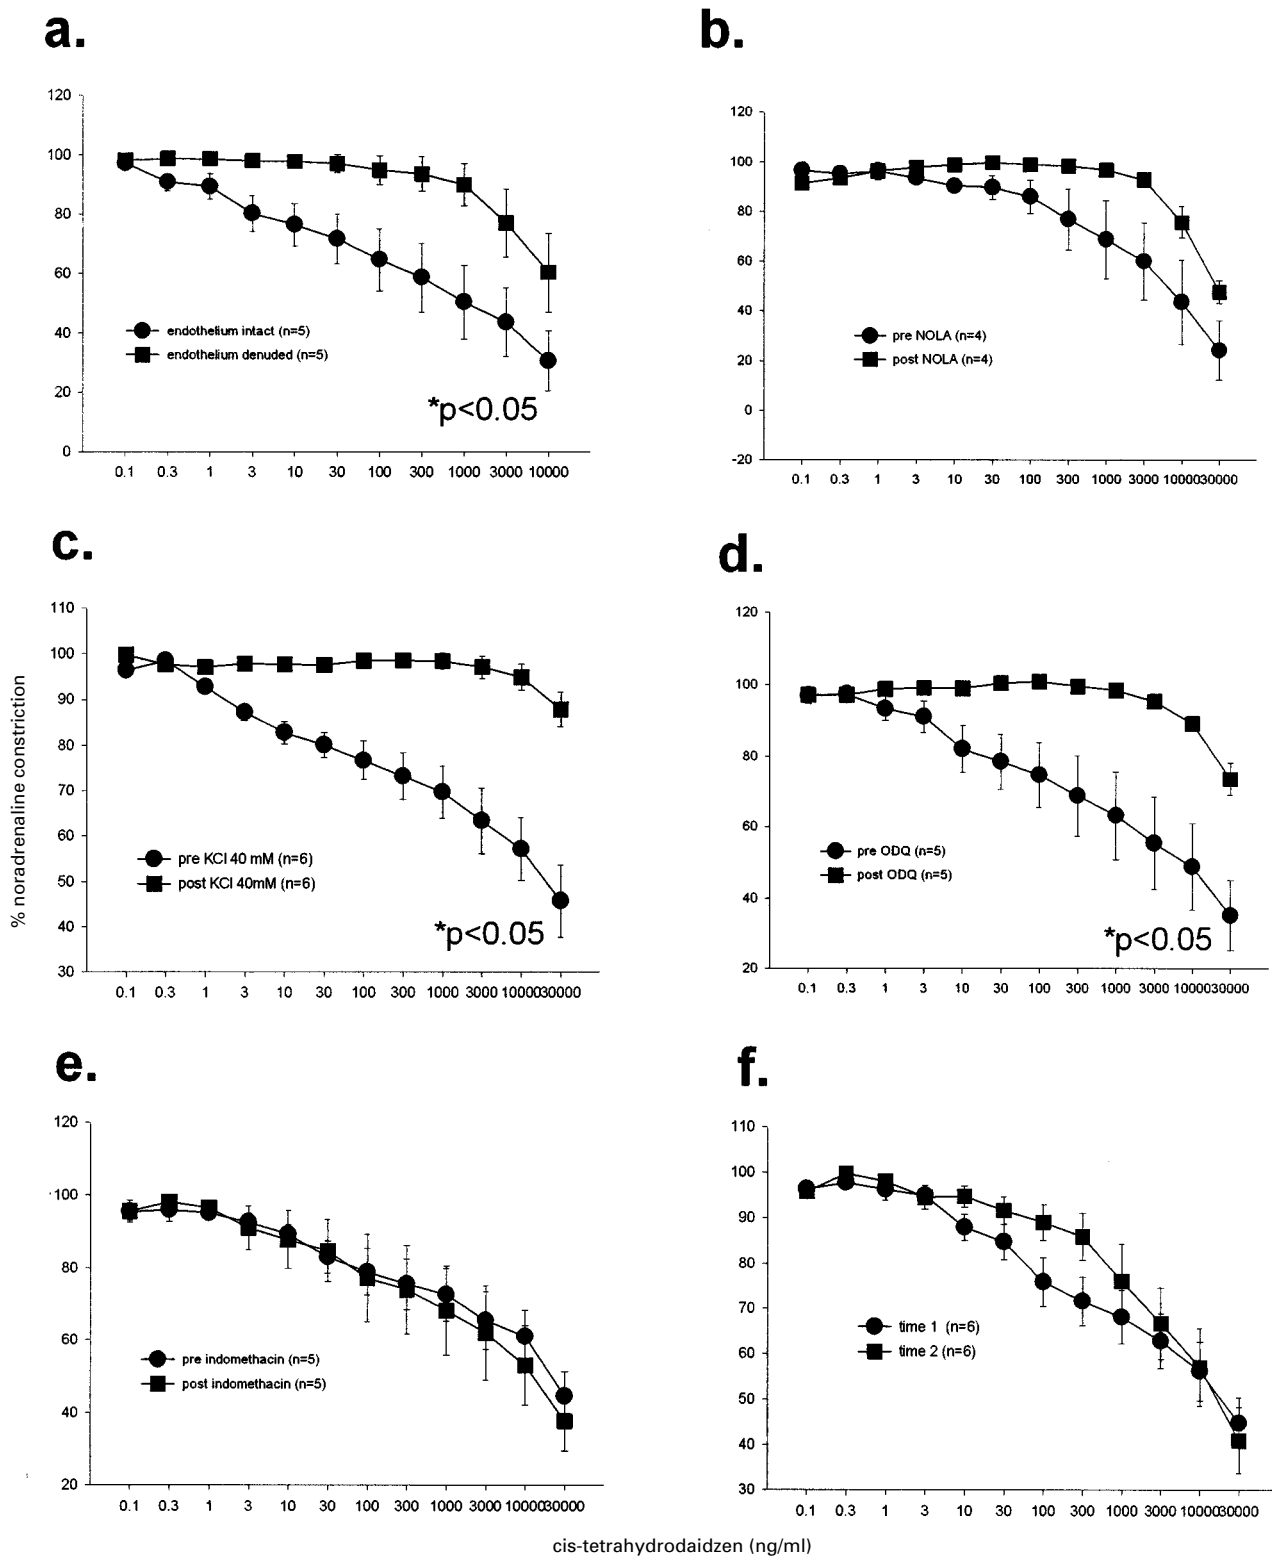 a.
120
100
80
60
40
20
0
endothelium intact (n=5)
endothelium denuded (n=5)
*p<0.05
0.1 0.3 1 3 10 30 100 300 1000 3000 10000
b.
120
100
80
60
40
20
0
-20
pre NOLA (n=4)
post NOLA (n=4)
0.1 0.3 1 3 10 30 100 300 1000 3000 10000 30000
% noradrenaline constriction
c.
110
100
90
80
70
60
50
40
30
pre KCl 40 mM (n=6)
post KCl 40mM (n=6)
*p<0.05
0.1 0.3 1 3 10 30 100 300 1000 3000 10000 30000
d.
120
100
80
60
40
20
pre ODQ (n=5)
post ODQ (n=5)
*p<0.05
0.1 0.3 1 3 10 30 100 300 1000 3000 10000 30000
e.
120
100
80
60
40
20
pre indomethacin (n=5)
post indomethacin (n=5)
0.1 0.3 1 3 10 30 100 300 1000 3000 10000 30000
f.
110
100
90
80
70
60
50
40
30
time 1 (n=6)
time 2 (n=6)
0.1 0.3 1 3 10 30 100 300 1000 3000 10000 30000
cis-tetrahydrodaidzen (ng/ml)